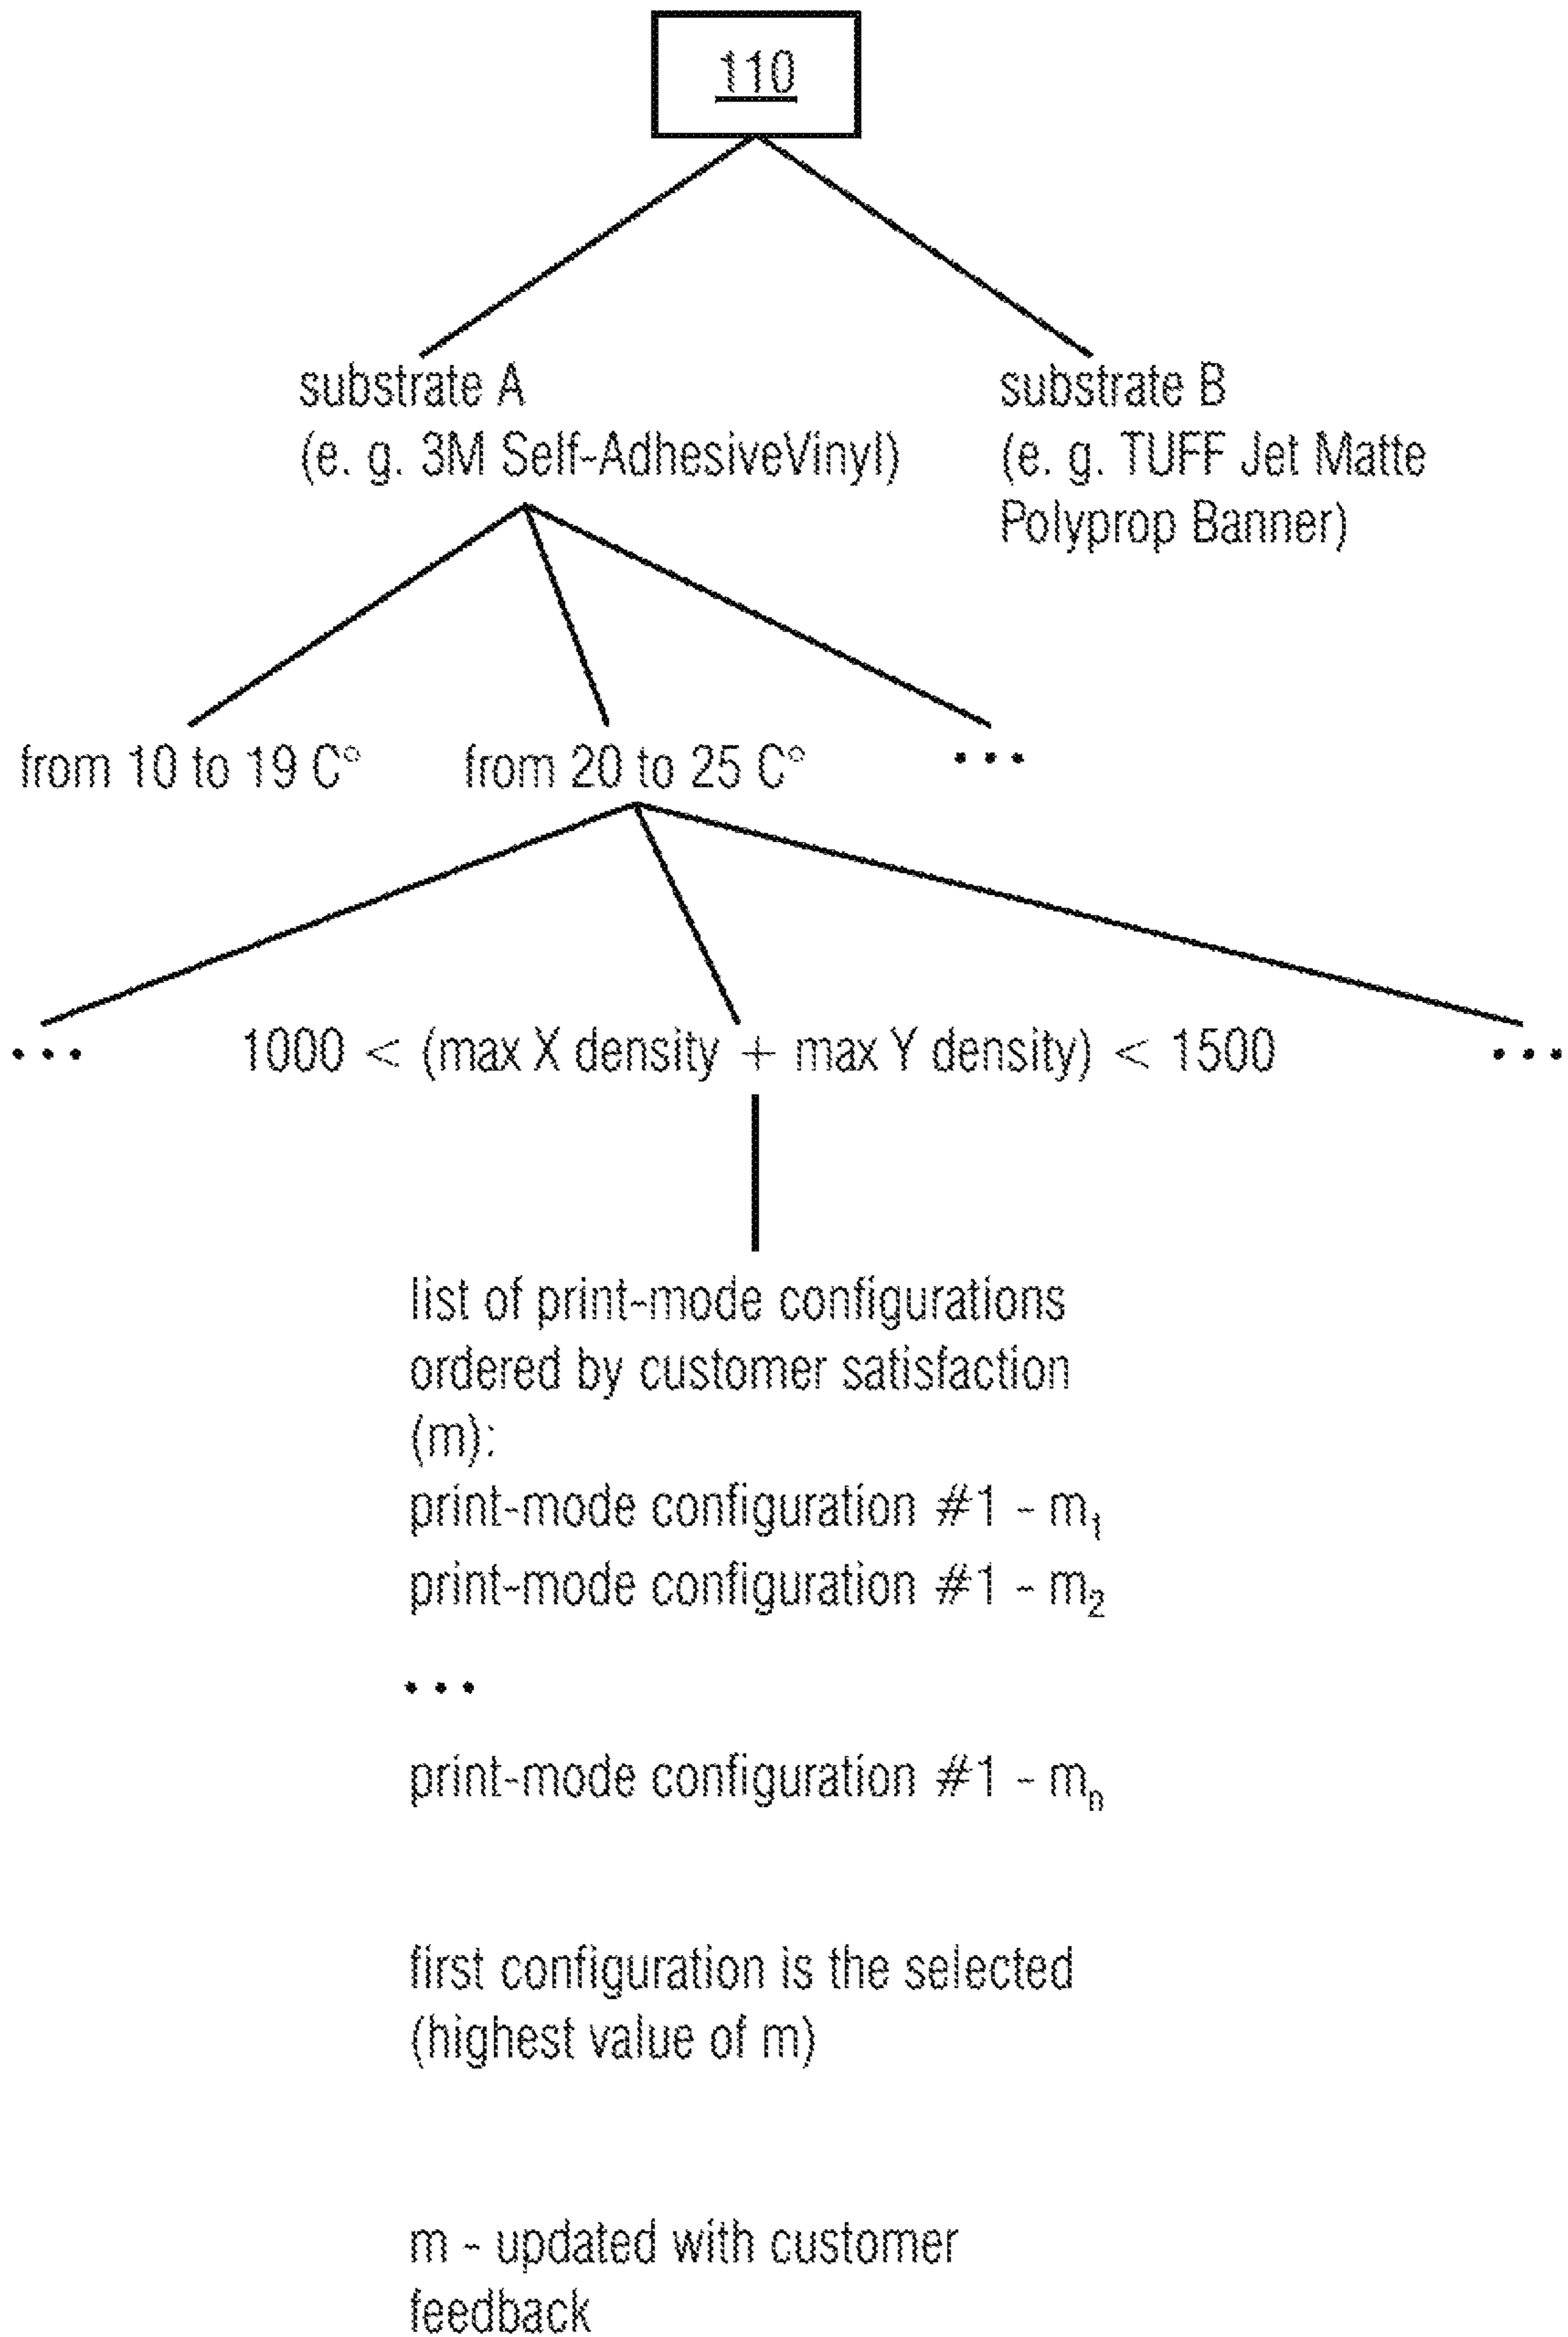 110
substrate A
(e. g. 3M Self-AdhesiveVinyl)
substrate B
(e. g. TUFF Jet Matte
Polyprop Banner)
from 10 to 19 C°
from 20 to 25 C°
...
...
1000 < (max X density + max Y density) < 1500
...
list of print-mode configurations
ordered by customer satisfaction
(m):
print-mode configuration #1 - m₁
print-mode configuration #1 - m₂
...
print-mode configuration #1 - mₙ
first configuration is the selected
(highest value of m)
m - updated with customer
feedback